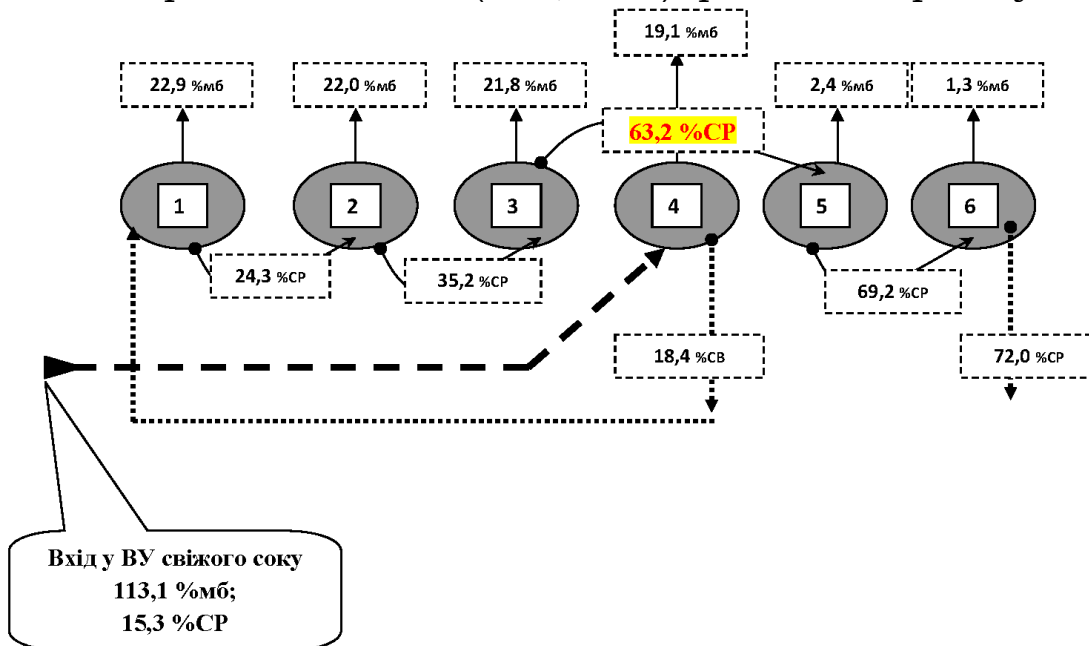 19,1 %мб
22,9 %мб
22,0 %мб
21,8 %мб
2,4 %мб
1,3 %мб
63,2 %СР
1
2
3
4
5
6
24,3 %СР
35,2 %СР
69,2 %СР
18,4 %СВ
72,0 %СР
Вхід у ВУ свіжого соку
113,1 %мб;
15,3 %СР